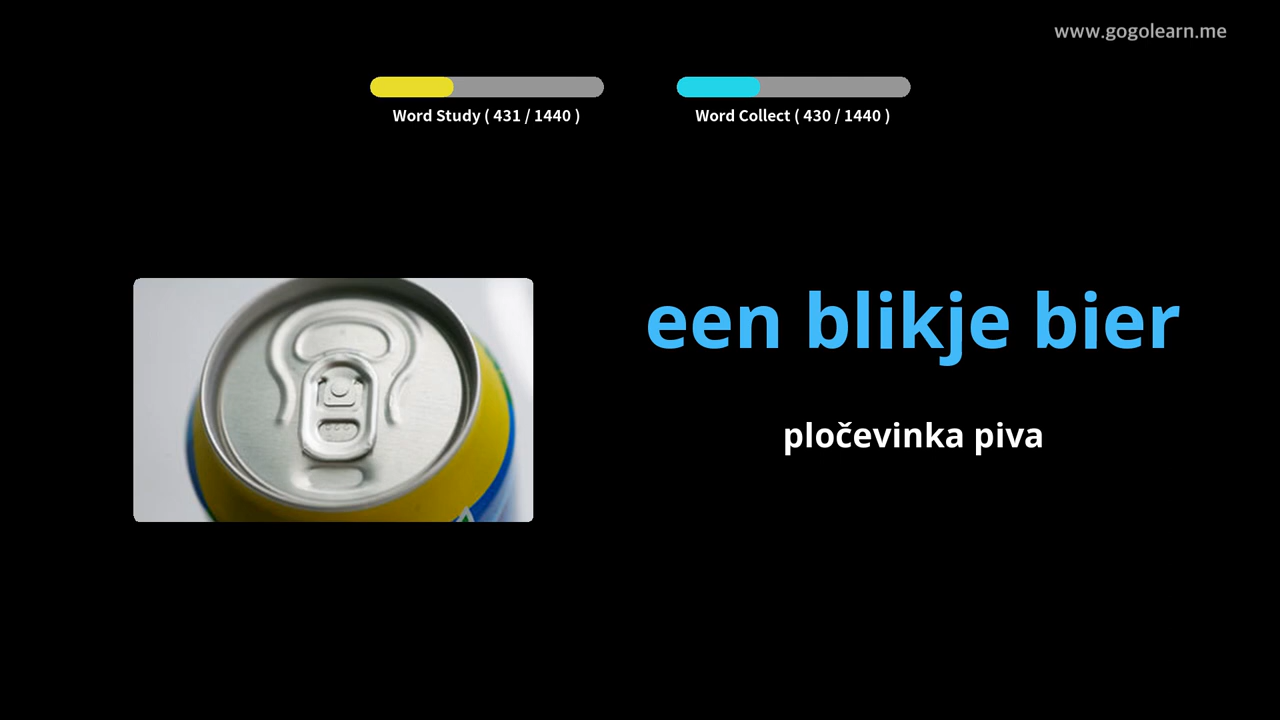 www.gogolearn.me
Word Study ( 431 / 1440 )
Word Collect ( 430 / 1440 )
een blikje bier
pločevinka piva